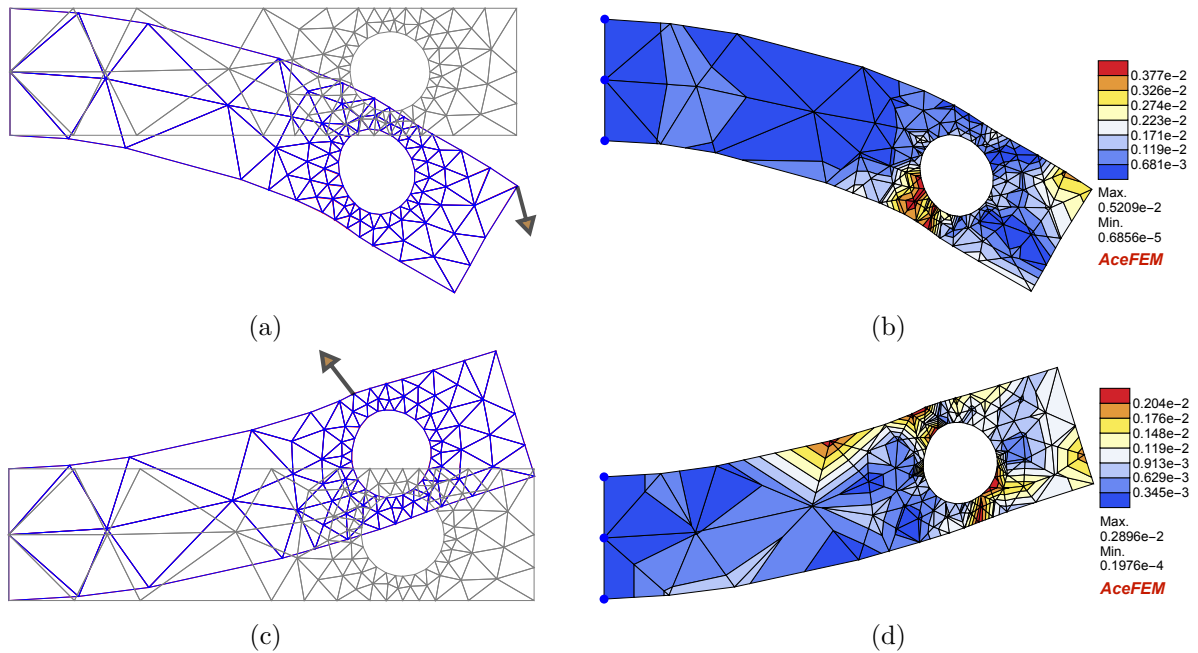 0.377e−2
0.326e−2
0.274e−2
0.223e−2
0.171e−2
0.119e−2
0.681e−3
Max.
0.5209e−2
Min.
0.6856e−5
AceFEM
(a)
(b)
0.204e−2
0.176e−2
0.148e−2
0.119e−2
0.913e−3
0.629e−3
0.345e−3
Max.
0.2896e−2
Min.
0.1976e−4
AceFEM
(c)
(d)